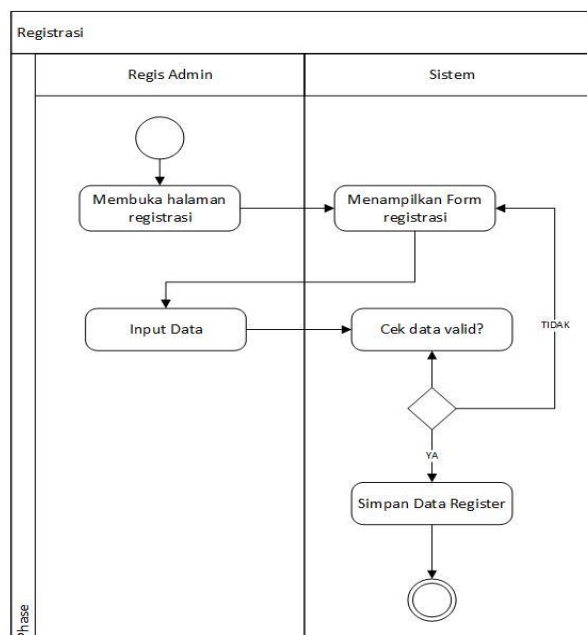 Registrasi
Regis Admin
Sistem
Membuka halaman
registrasi
Menampilkan Form
registrasi
Input Data
Cek data valid?
TIDAK
YA
Simpan Data Register
Phase